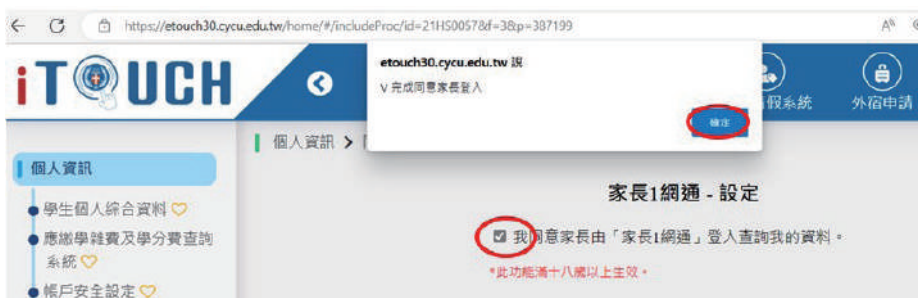 https://etouch30.cycu.edu.tw/home/#/includeProc/id=21HS0057&f=3&p=387199
iTOUCH
etouch30.cycu.edu.tw 說
V 完成同意家長登入
確定
假系統
外宿申請
個人資訊 >
個人資訊
學生個人綜合資料
應繳學雜費及學分費查詢
系統
帳戶安全設定
家長1網通 - 設定
我同意家長由「家長1網通」登入查詢我的資料。
*此功能滿十八歲以上生效。